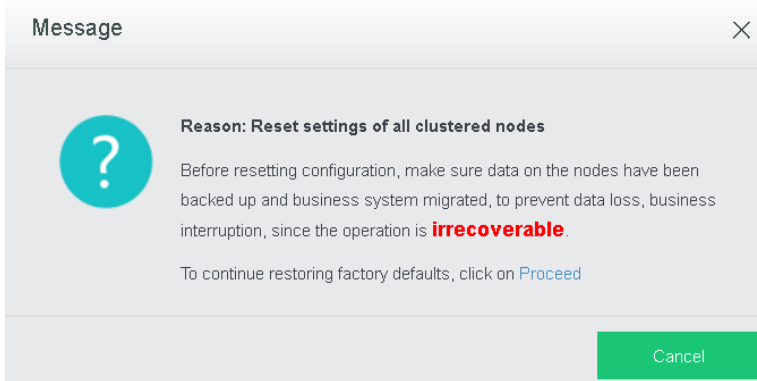 Message
Reason: Reset settings of all clustered nodes
Before resetting configuration, make sure data on the nodes have been
backed up and business system migrated, to prevent data loss, business
interruption, since the operation is irrecoverable.
To continue restoring factory defaults, click on Proceed
Cancel